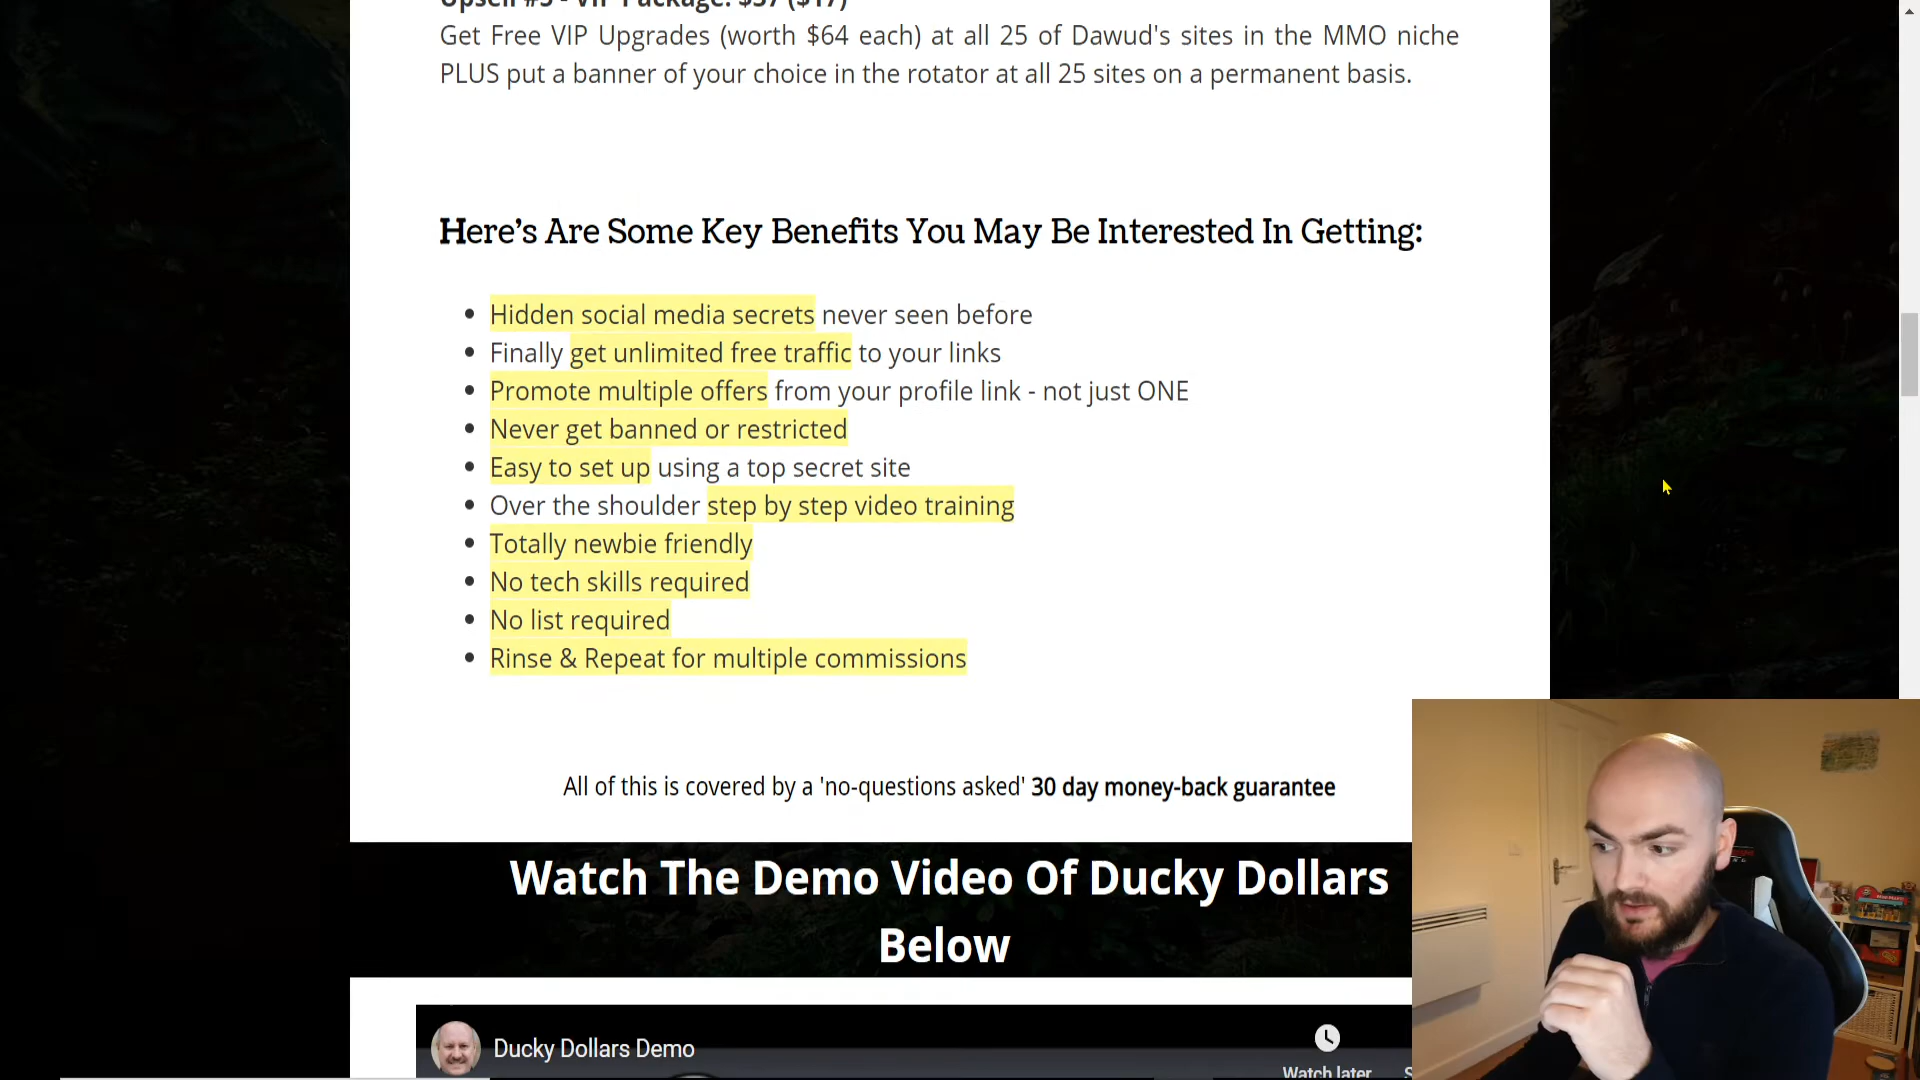 Upsell #5 - VIP Package: $37 ($17)
Get Free VIP Upgrades (worth $64 each) at all 25 of Dawud's sites in the MMO niche
PLUS put a banner of your choice in the rotator at all 25 sites on a permanent basis.
Here’s Are Some Key Benefits You May Be Interested In Getting:
Hidden social media secrets never seen before
Finally get unlimited free traffic to your links
Promote multiple offers from your profile link - not just ONE
Never get banned or restricted
Easy to set up using a top secret site
Over the shoulder step by step video training
Totally newbie friendly
No tech skills required
No list required
Rinse & Repeat for multiple commissions
All of this is covered by a 'no-questions asked' 30 day money-back guarantee
Watch The Demo Video Of Ducky Dollars
Below
Ducky Dollars Demo
Watch later